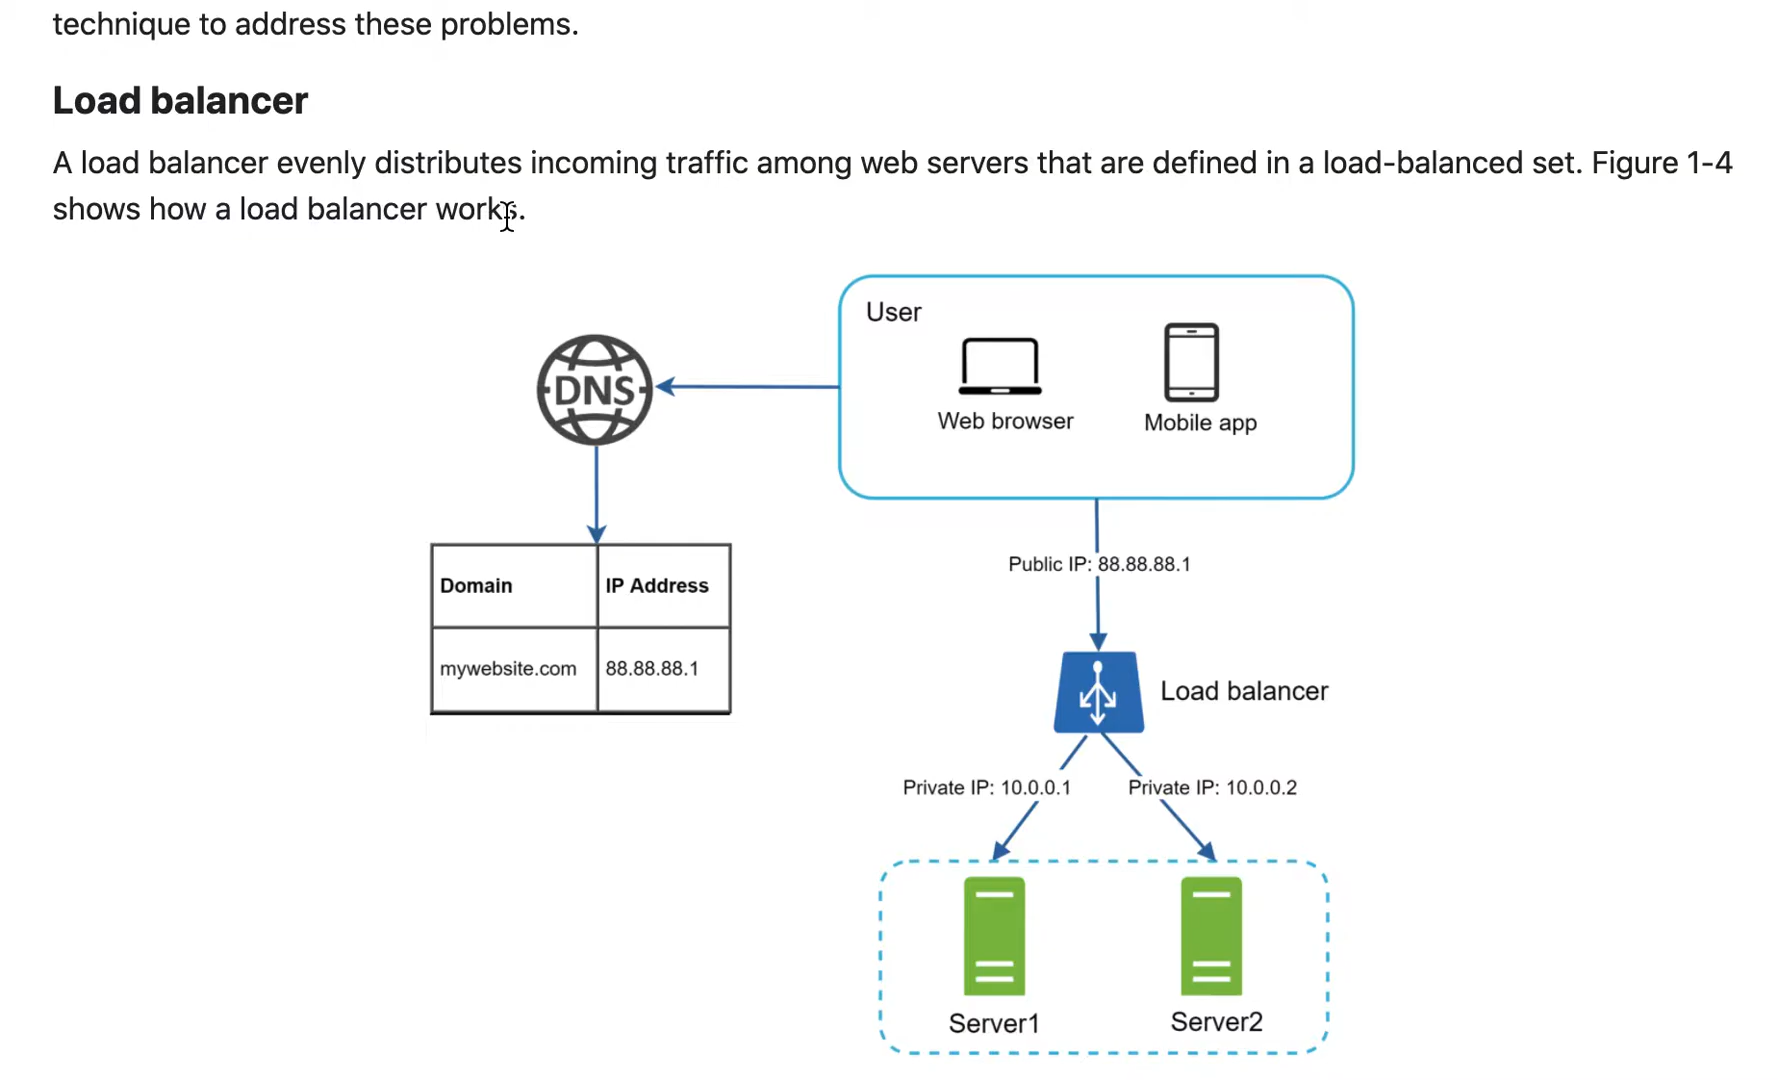 technique to address these problems.
Load balancer
A load balancer evenly distributes incoming traffic among web servers that are defined in a load-balanced set. Figure 1-4
shows how a load balancer works.
User
DNS
Web browser
Mobile app
Public IP: 88.88.88.1
Domain
IP Address
mywebsite.com
88.88.88.1
Load balancer
Private IP: 10.0.0.1
Private IP: 10.0.0.2
Server1
Server2